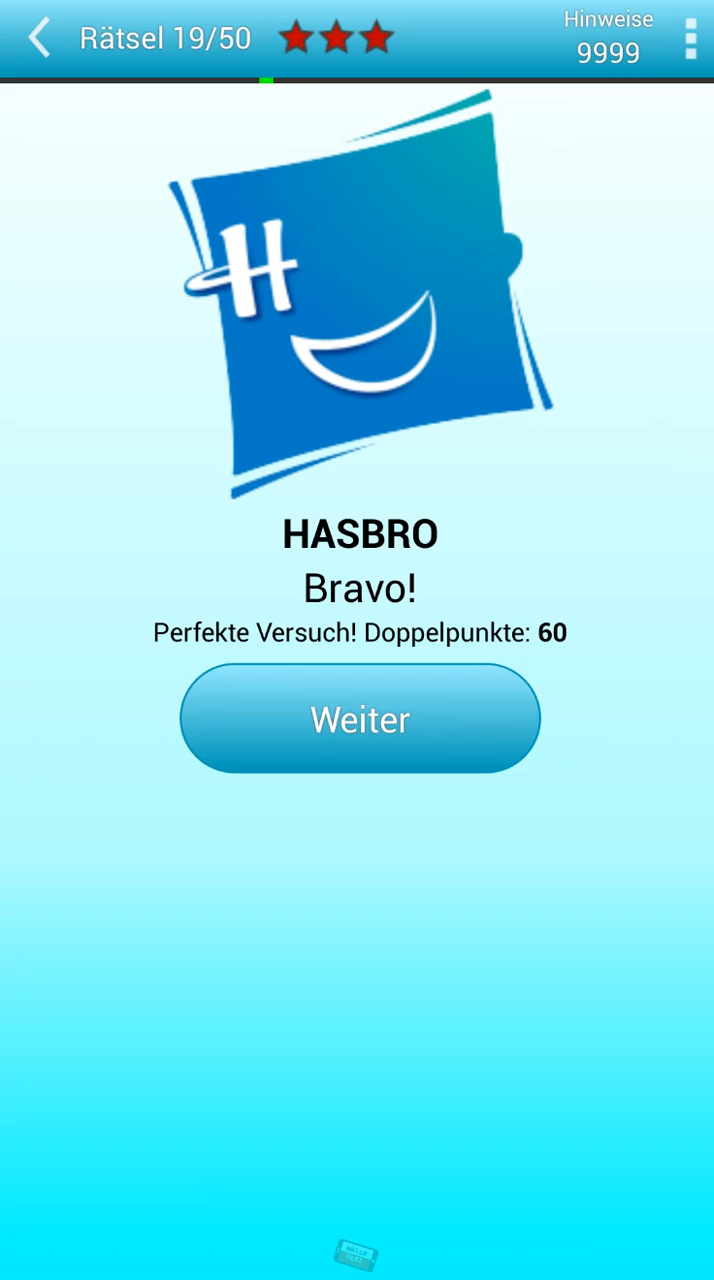 Rätsel 19/50
Hinweise
9999
H
HASBRO
Bravo!
Perfekte Versuch! Doppelpunkte: 60
Weiter